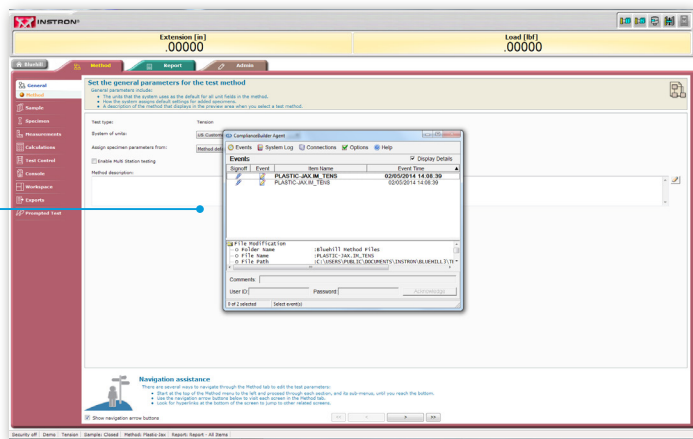 INSTRON®
Extension [in]
.00000
Load [lbf]
.00000
Bluehill
Method
Report
Admin
General
Method
Sample
Specimen
Measurements
Calculations
Test Control
Console
Workspace
Exports
Prompted Test
Set the general parameters for the test method
General parameters include:
• The units that the system uses as the default for all unit fields in the method.
• How the system assigns default settings for added specimens.
• A description of the method that displays in the preview area when you select a test method.
Test type: Tension
System of units: US Custom
Assign specimen parameters from: Method def
Enable Multi Station testing
Method description:
ComplianceBuilder Agent
Events System Log Connections Options Help
Events Display Details
Signoff Event Item Name Event Time
PLASTIC-JAX.IM_TENS 02/05/2014 14:08:39
PLASTIC-JAX.IM_TENS 02/05/2014 14:08:39
File Modification
Folder Name :Bluehill Method Files
File Name :PLASTIC-JAX.IM_TENS
File Path :C:\USERS\PUBLIC\DOCUMENTS\INSTRON\BLUEHILL3\TE
Comments:
User ID: Password: Acknowledge
0 of 2 selected Select event(s)
Navigation assistance
There are several ways to navigate through the Method tab to edit the test parameters:
• Start at the top of the Method menu to the left and proceed through each section, and its sub-menus, until you reach the bottom.
• Use the navigation arrow buttons below to visit each screen in the Method tab.
• Look for hyperlinks at the bottom of the screen to jump to other related screens.
Show navigation arrow buttons
<< < > >>
Security off Demo Tension Sample: Closed Method: Plastic-Jax Report: Report - All Items